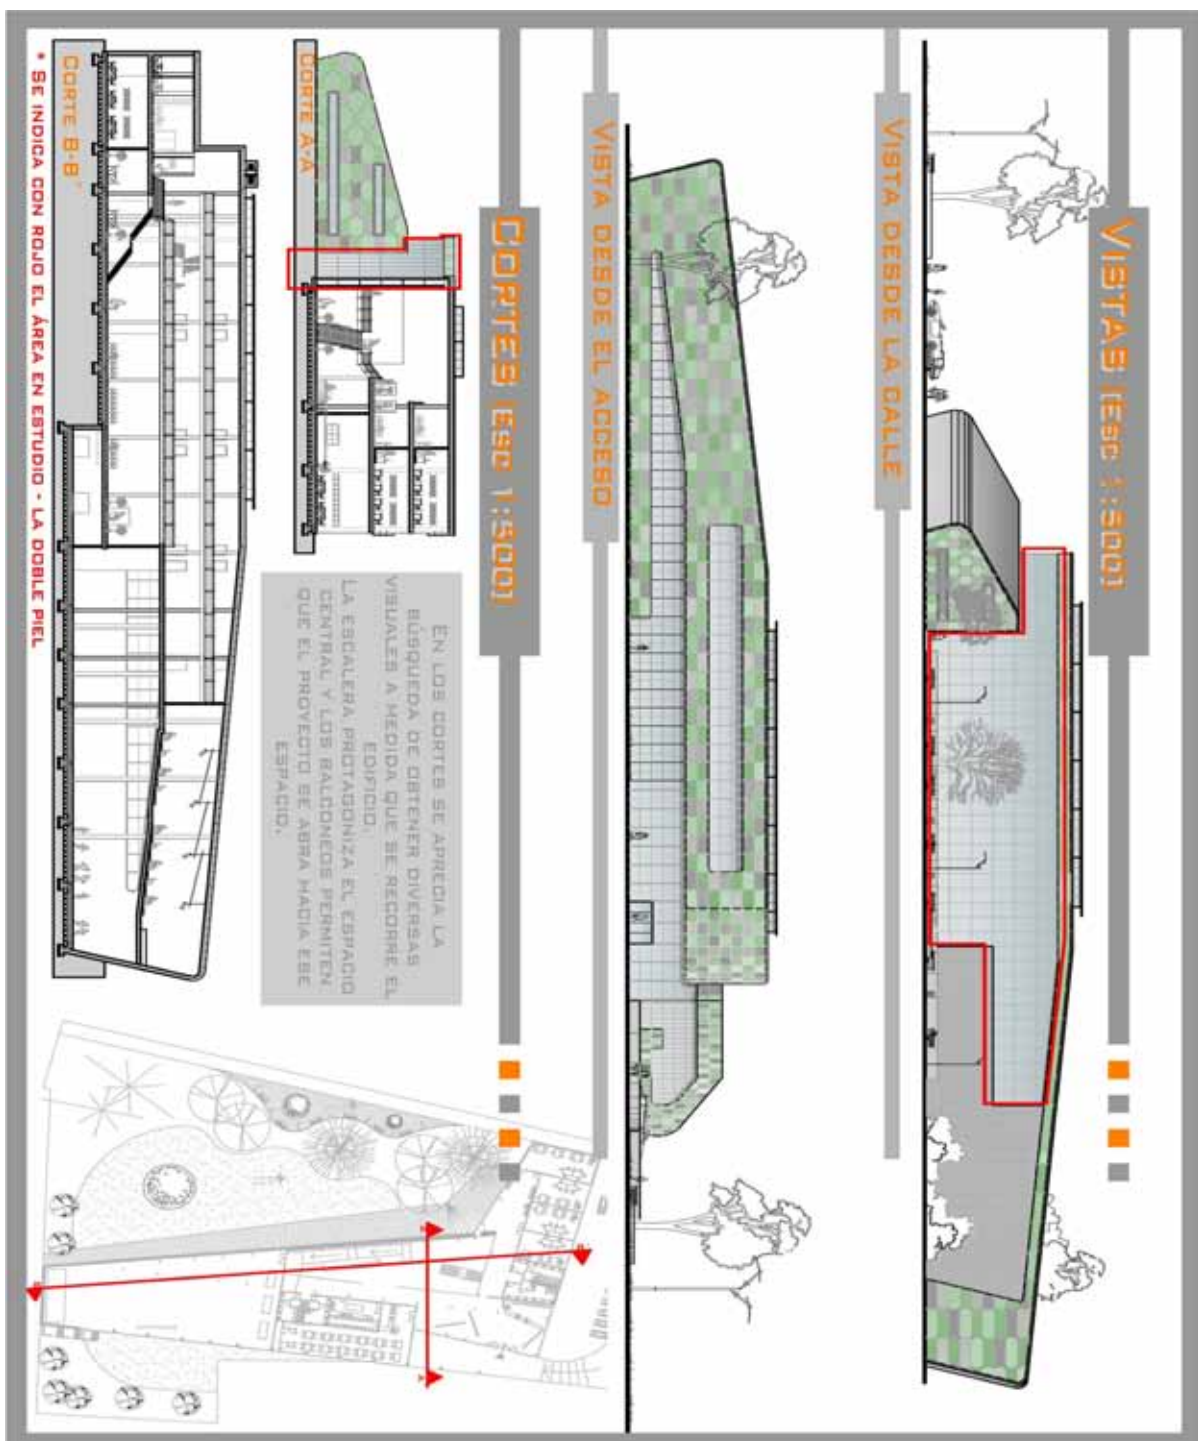 VISTAS (ESC 1:500)
VISTA DESDE LA CALLE
VISTA DESDE EL ACCESO
CORTES (ESC 1:500)
CORTE A-A
EN LOS CORTES SE APRECIA LA
BÚSQUEDA DE OBTENER DIVERSAS
VISUALES A MEDIDA QUE SE RECORRE EL
EDIFICIO.
LA ESCALERA PROTAGONIZA EL ESPACIO
CENTRAL Y LOS BALCONEOS PERMITEN
QUE EL PROYECTO SE ABRA HACIA ESE
ESPACIO.
CORTE B-B*
* SE INDICA CON ROJO EL ÁREA EN ESTUDIO - LA DOBLE PIEL